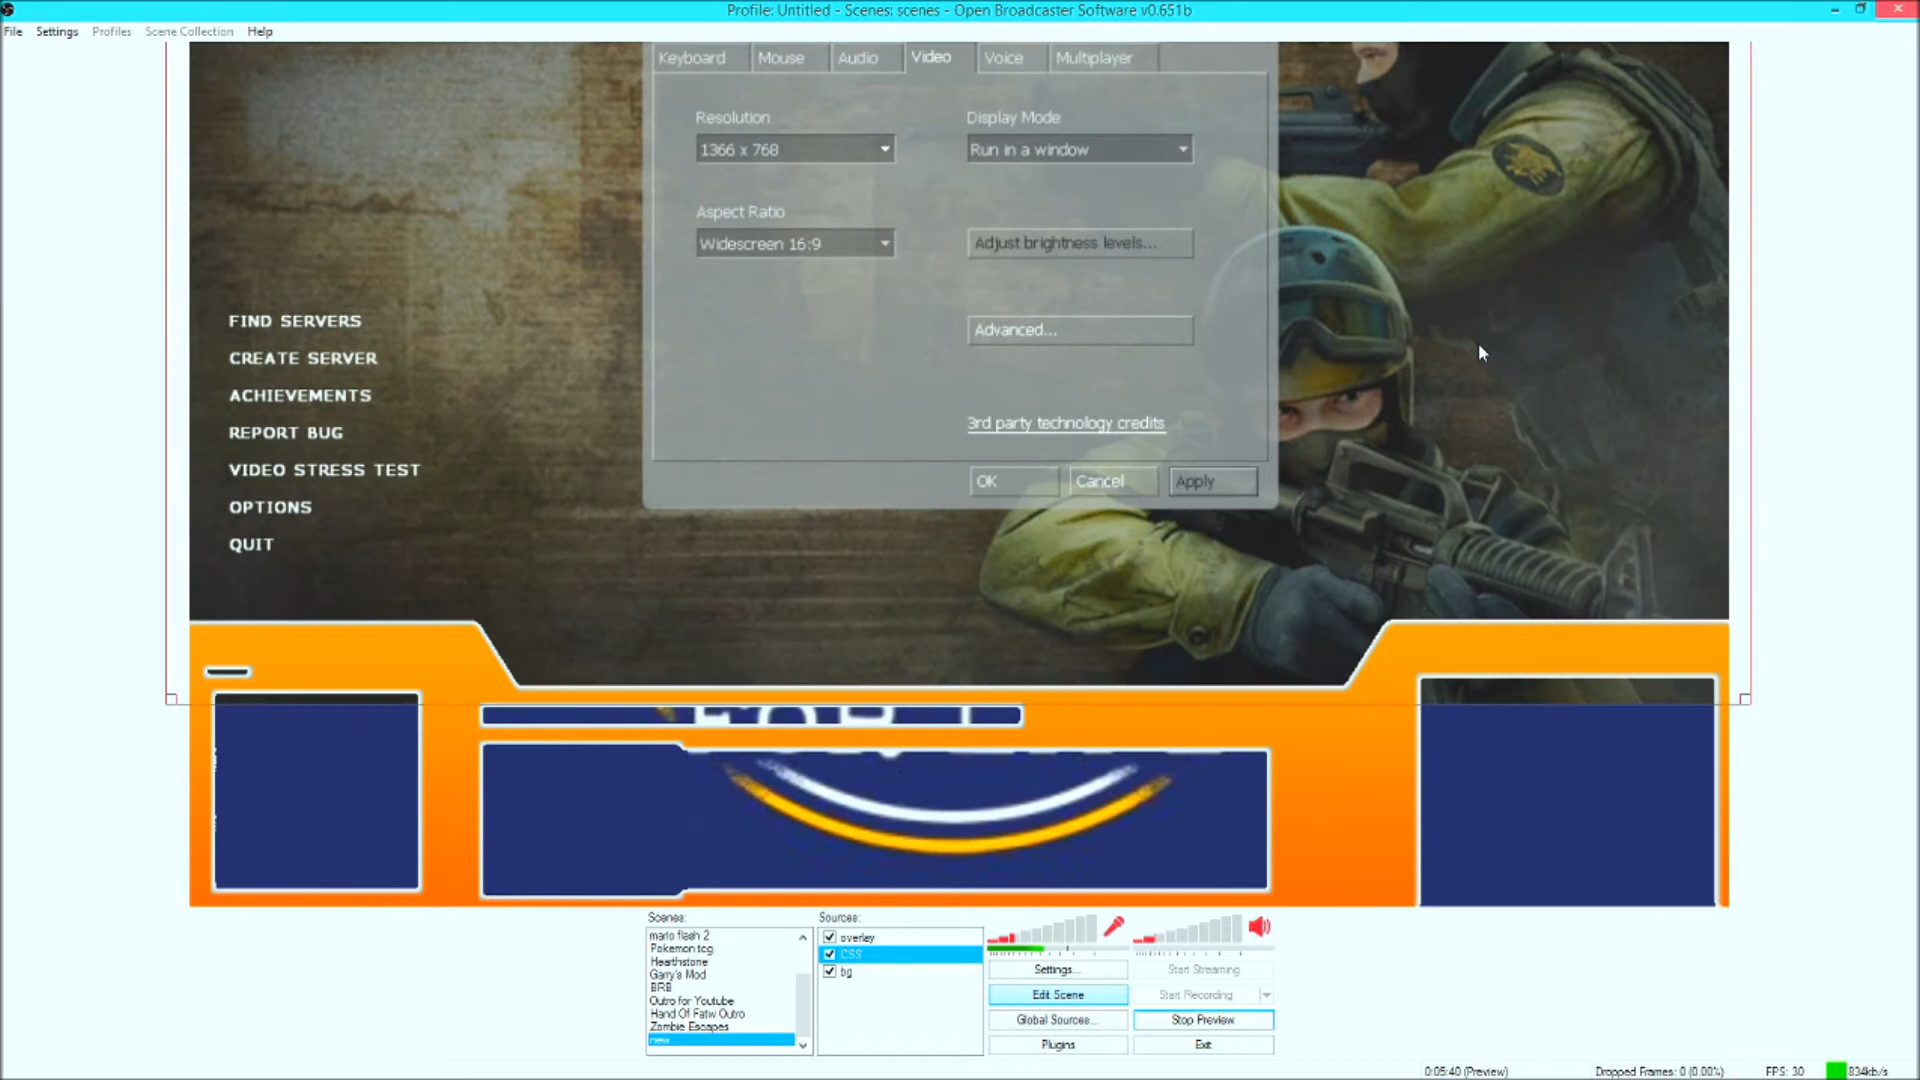 Profile: Untitled - Scenes: scenes - Open Broadcaster Software v0.651b
File Settings Profiles Scene Collection Help
Keyboard Mouse Audio Video Voice Multiplayer
Resolution Display Mode
1366 x 768 Run in a window
Aspect Ratio
Widescreen 16:9 Adjust brightness levels...
FIND SERVERS
Advanced...
CREATE SERVER
ACHIEVEMENTS
3rd party technology credits
REPORT BUG
VIDEO STRESS TEST
OK Cancel Apply
OPTIONS
QUIT
Scenes: Sources:
mario flash 2 overlay
Pokemon tcg CSS
Hearthstone bg
Garry's Mod
BRB
Outro for Youtube
Hand Of Fatw Outro
Zombie Escapes
new
Settings... Start Streaming
Edit Scene Start Recording
Global Sources... Stop Preview
Plugins Exit
0:05:40 (Preview) Dropped Frames: 0 (0.00%) FPS: 30 834kb/s